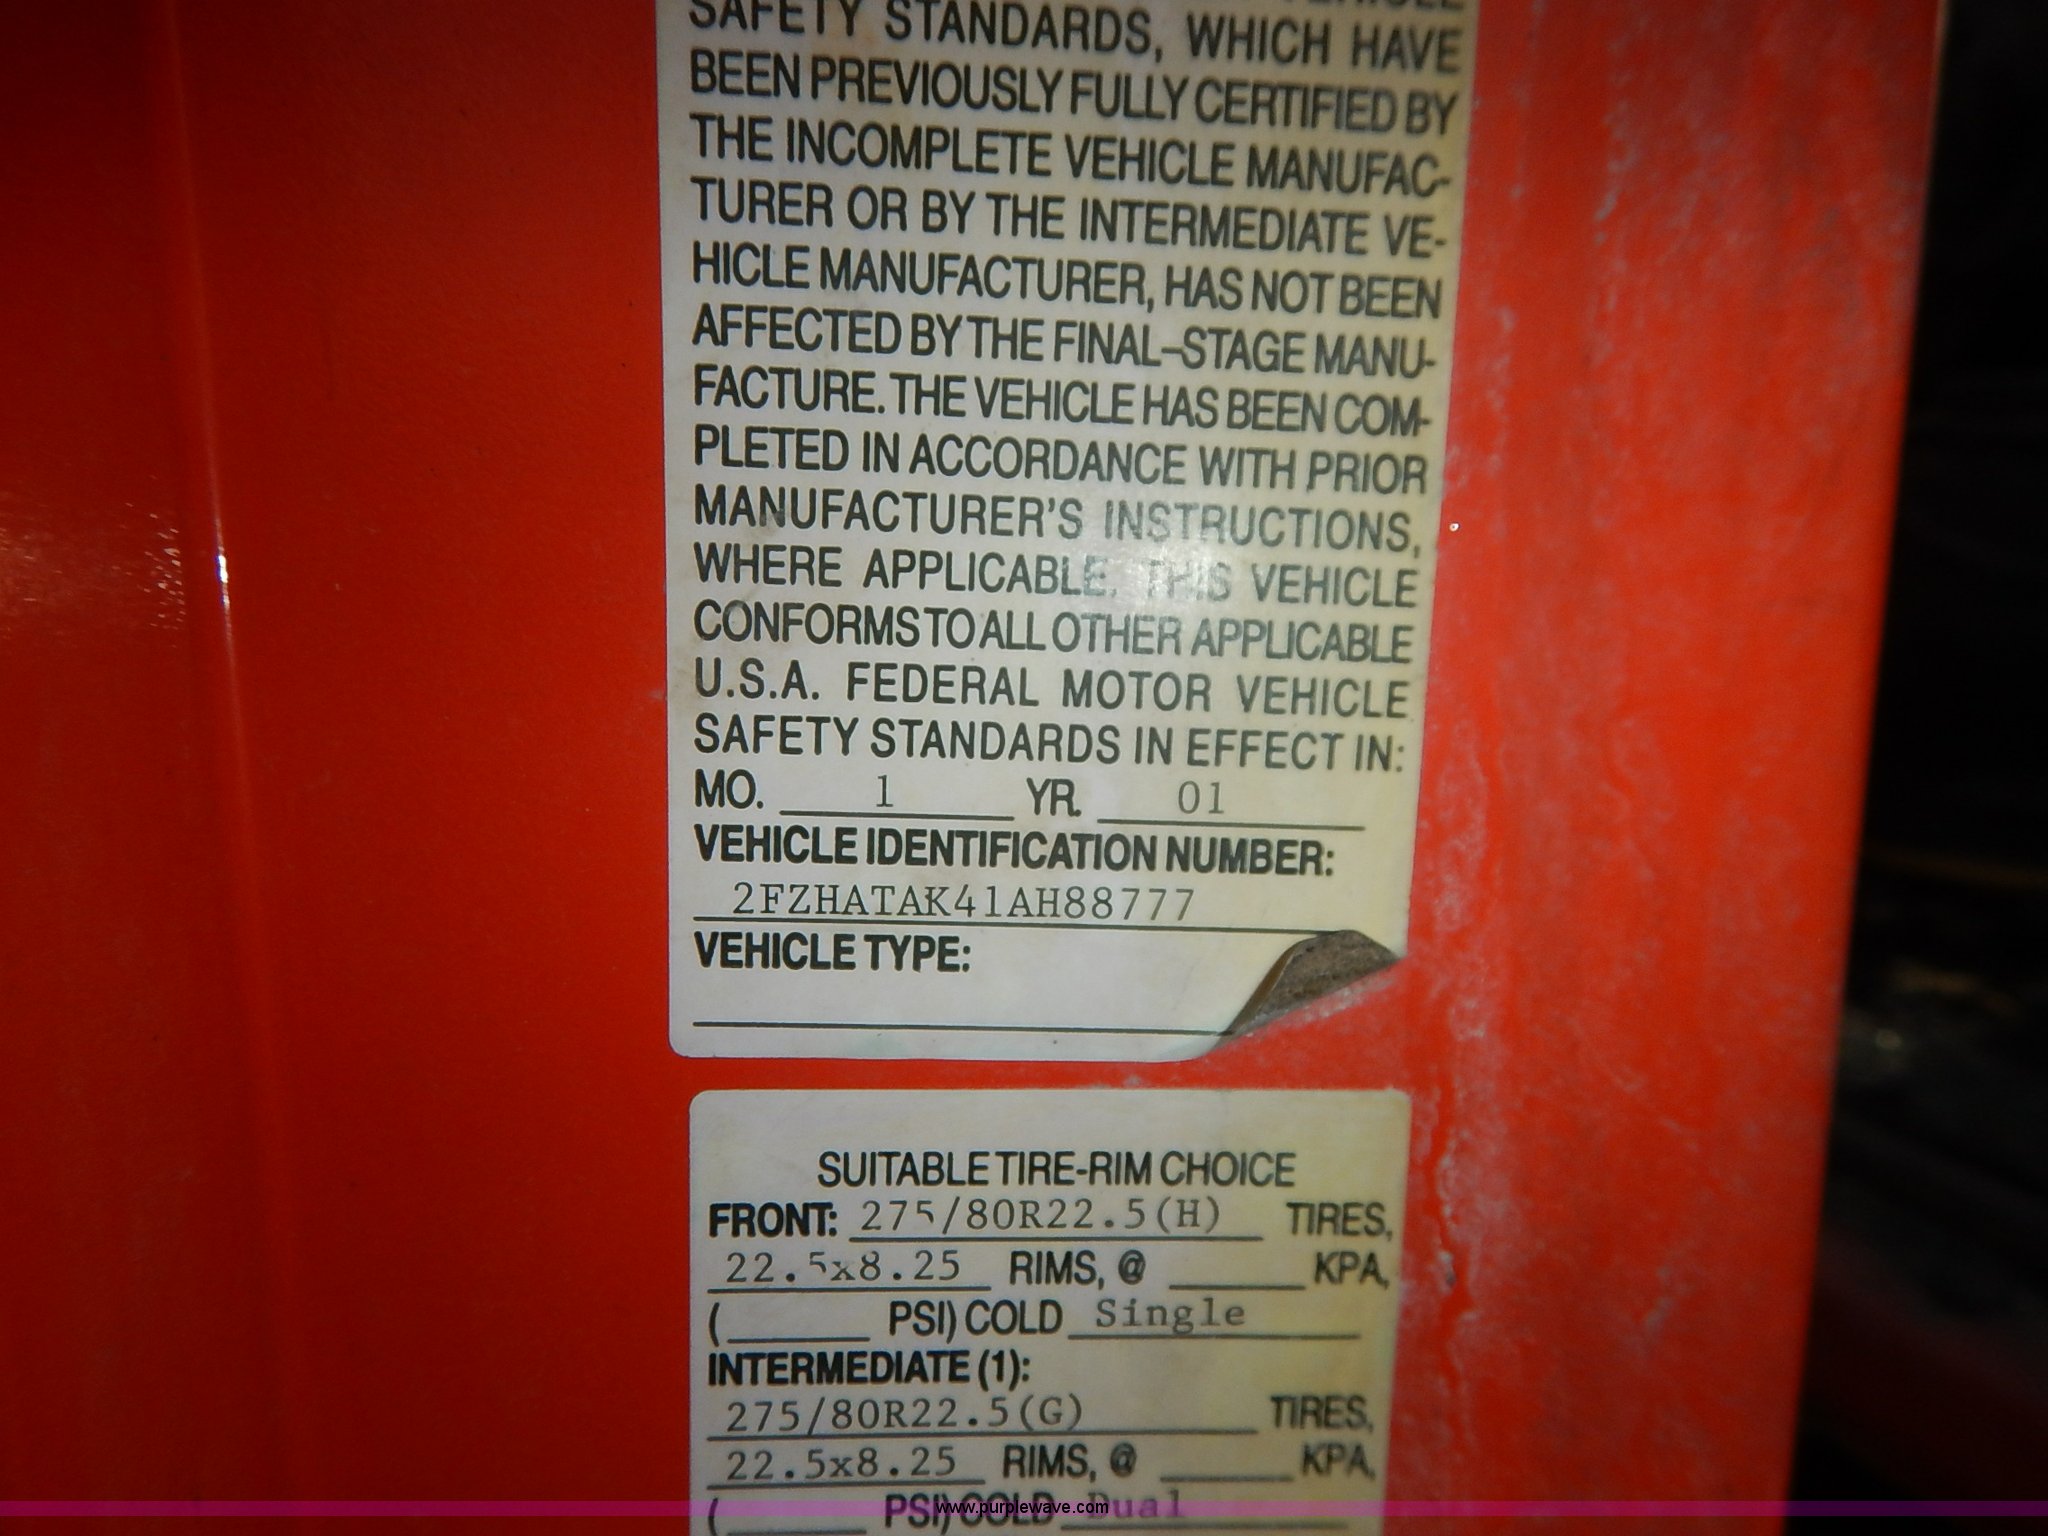 SAFETY STANDARDS, WHICH HAVE
BEEN PREVIOUSLY FULLY CERTIFIED BY
THE INCOMPLETE VEHICLE MANUFAC-
TURER OR BY THE INTERMEDIATE VE-
HICLE MANUFACTURER, HAS NOT BEEN
AFFECTED BY THE FINAL-STAGE MANU-
FACTURE. THE VEHICLE HAS BEEN COM-
PLETED IN ACCORDANCE WITH PRIOR
MANUFACTURER'S INSTRUCTIONS,
WHERE APPLICABLE. THIS VEHICLE
CONFORMS TO ALL OTHER APPLICABLE
U.S.A. FEDERAL MOTOR VEHICLE
SAFETY STANDARDS IN EFFECT IN:
MO. 1 YR. 01
VEHICLE IDENTIFICATION NUMBER:
2FZHATAK41AH88777
VEHICLE TYPE:
SUITABLE TIRE-RIM CHOICE
FRONT: 275/80R22.5(H) TIRES,
22.5x8.25 RIMS, @ KPA,
( PSI) COLD Single
INTERMEDIATE (1):
275/80R22.5(G) TIRES,
22.5x8.25 RIMS, @ KPA,
( PSI) COLD Dual
www.purplewave.com